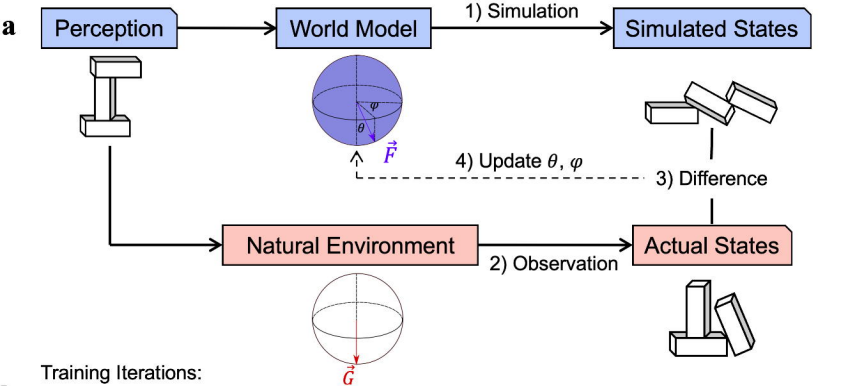 a
Perception
World Model
1) Simulation
Simulated States
φ
θ
F⃗
4) Update θ, φ
3) Difference
Natural Environment
2) Observation
Actual States
G⃗
Training Iterations: